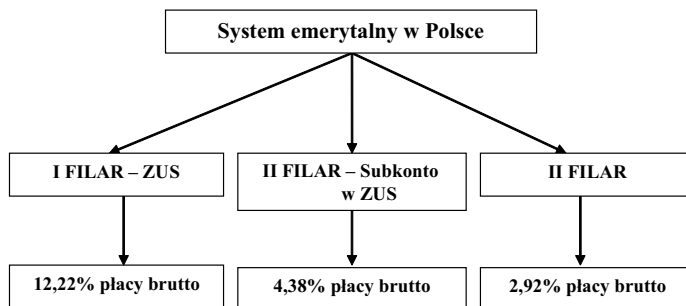 System emerytalny w Polsce
I FILAR – ZUS
II FILAR – Subkonto
w ZUS
II FILAR
12,22% płacy brutto
4,38% płacy brutto
2,92% płacy brutto